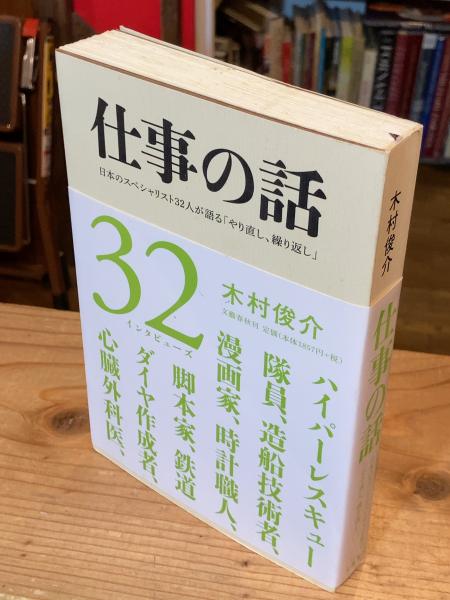 仕事の話
日本のスペシャリスト32人が語る「やり直し、繰り返し」
32
インタビューズ
木村俊介
文藝春秋刊 定価(本体1857円+税)
ハイパーレスキュー
隊員、造船技術者、
漫画家、時計職人、
脚本家、鉄道
ダイヤ作成者、
心臓外科医、
木村俊介
仕事の話